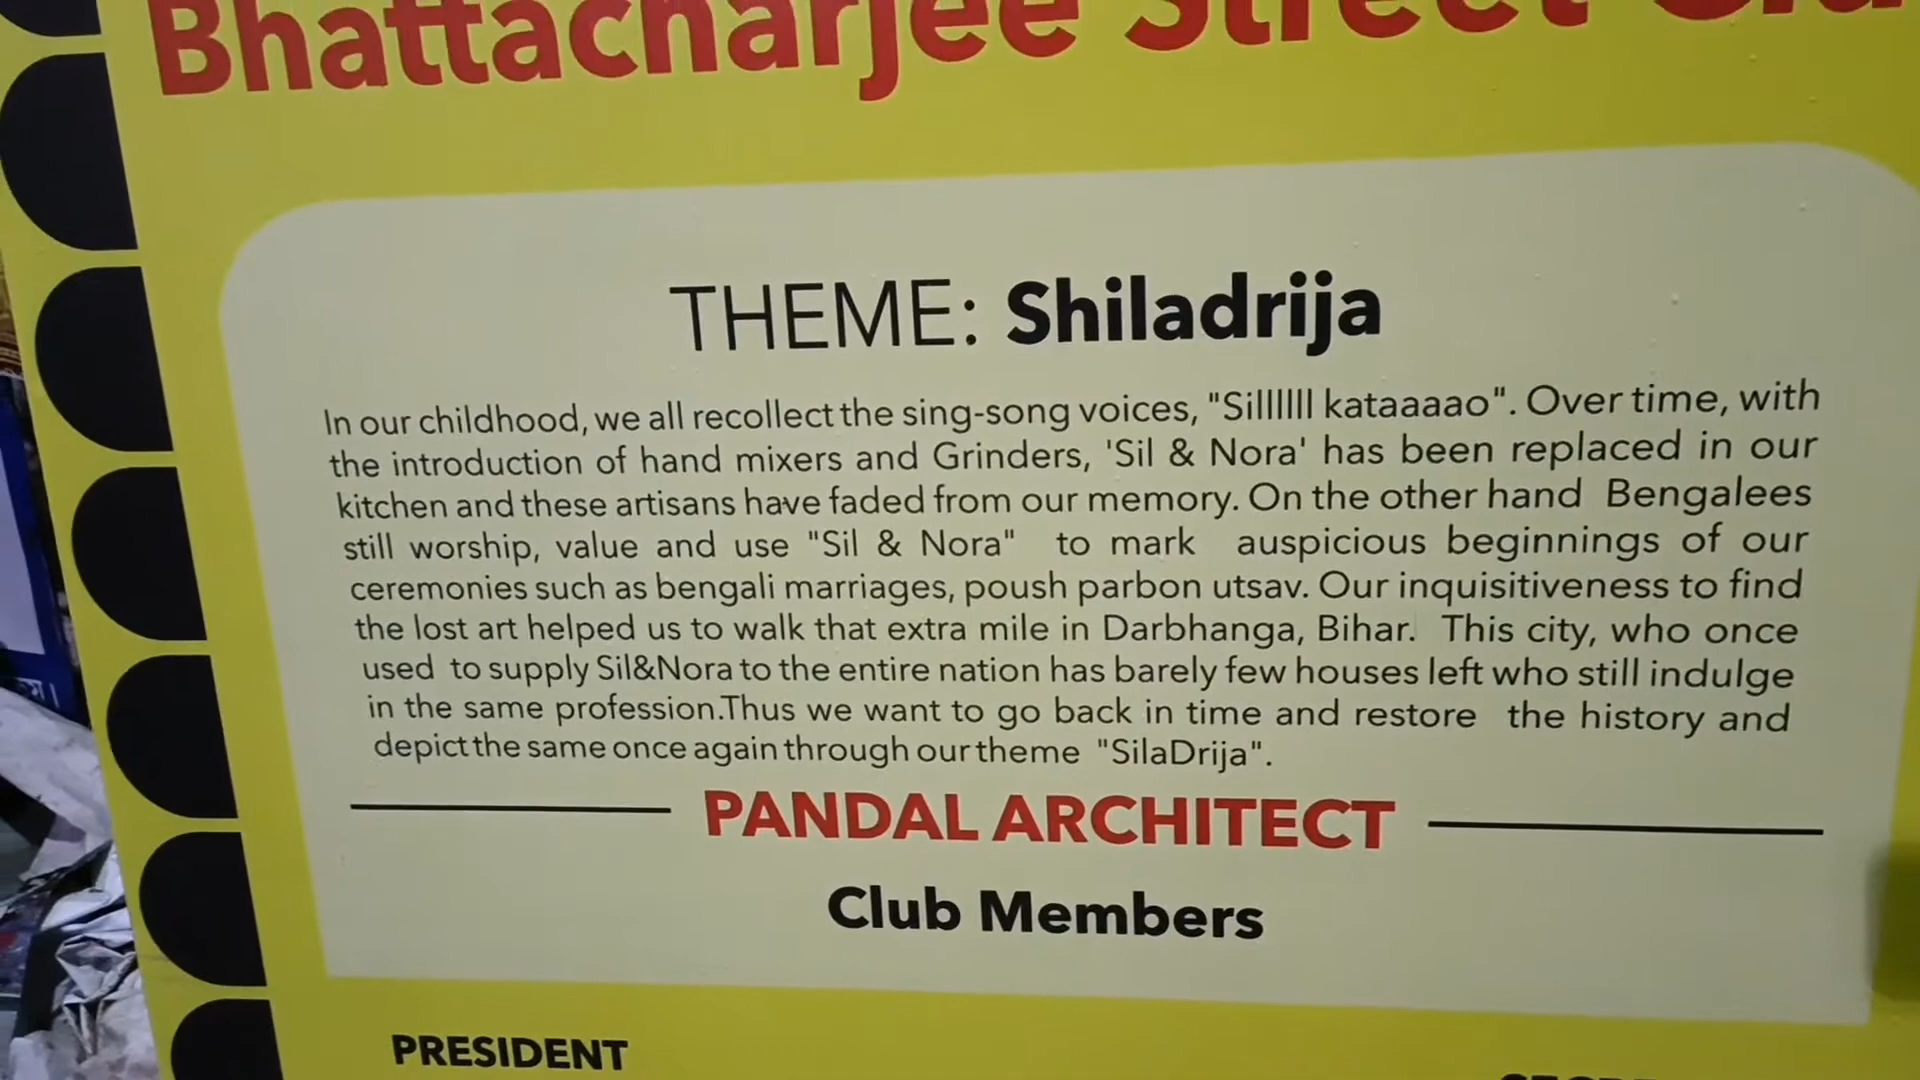 Bhattacharjee Street
THEME: Shiladrija
In our childhood, we all recollect the sing-song voices, "Sillllll kataaaao". Over time, with
the introduction of hand mixers and Grinders, 'Sil & Nora' has been replaced in our
kitchen and these artisans have faded from our memory. On the other hand Bengalees
still worship, value and use "Sil & Nora" to mark auspicious beginnings of our
ceremonies such as bengali marriages, poush parbon utsav. Our inquisitiveness to find
the lost art helped us to walk that extra mile in Darbhanga, Bihar. This city, who once
used to supply Sil&Nora to the entire nation has barely few houses left who still indulge
in the same profession.Thus we want to go back in time and restore the history and
depict the same once again through our theme "SilaDrija".
PANDAL ARCHITECT
Club Members
PRESIDENT